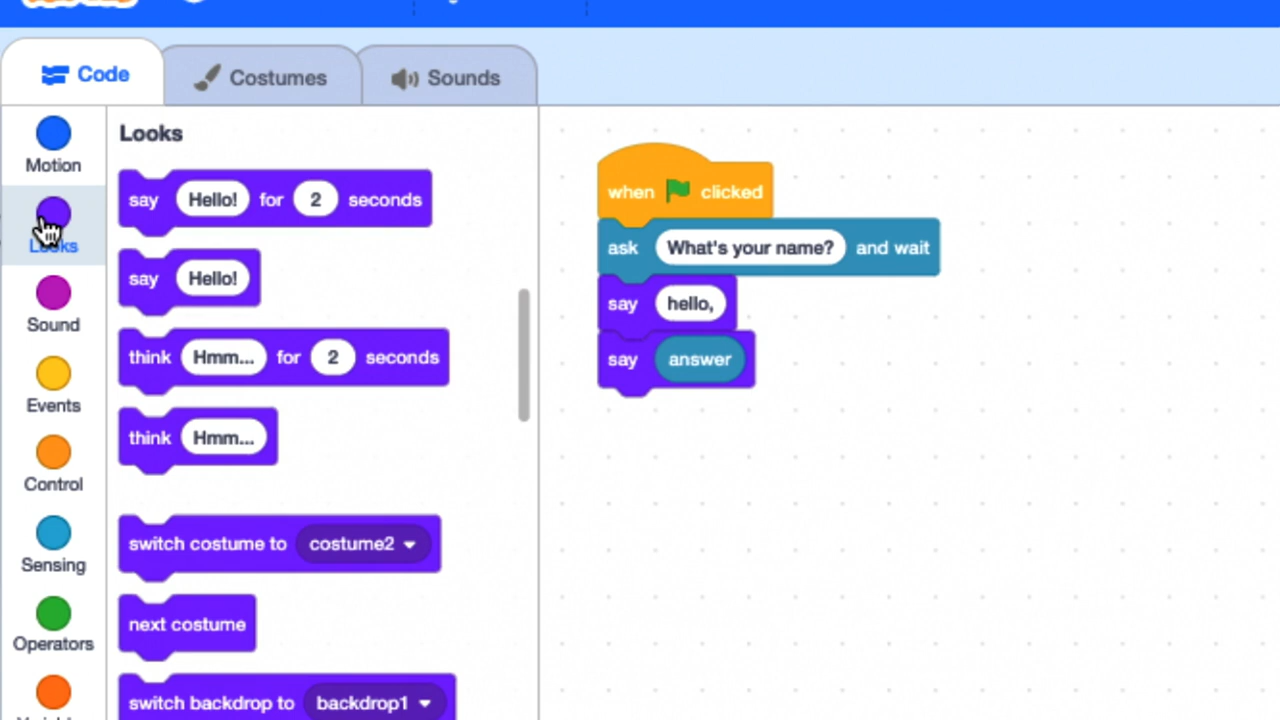 Code
Costumes
Sounds
Motion
Looks
Sound
Events
Control
Sensing
Operators
Looks
say Hello! for 2 seconds
say Hello!
think Hmm... for 2 seconds
think Hmm...
switch costume to costume2
next costume
switch backdrop to backdrop1
when clicked
ask What's your name? and wait
say hello,
say answer